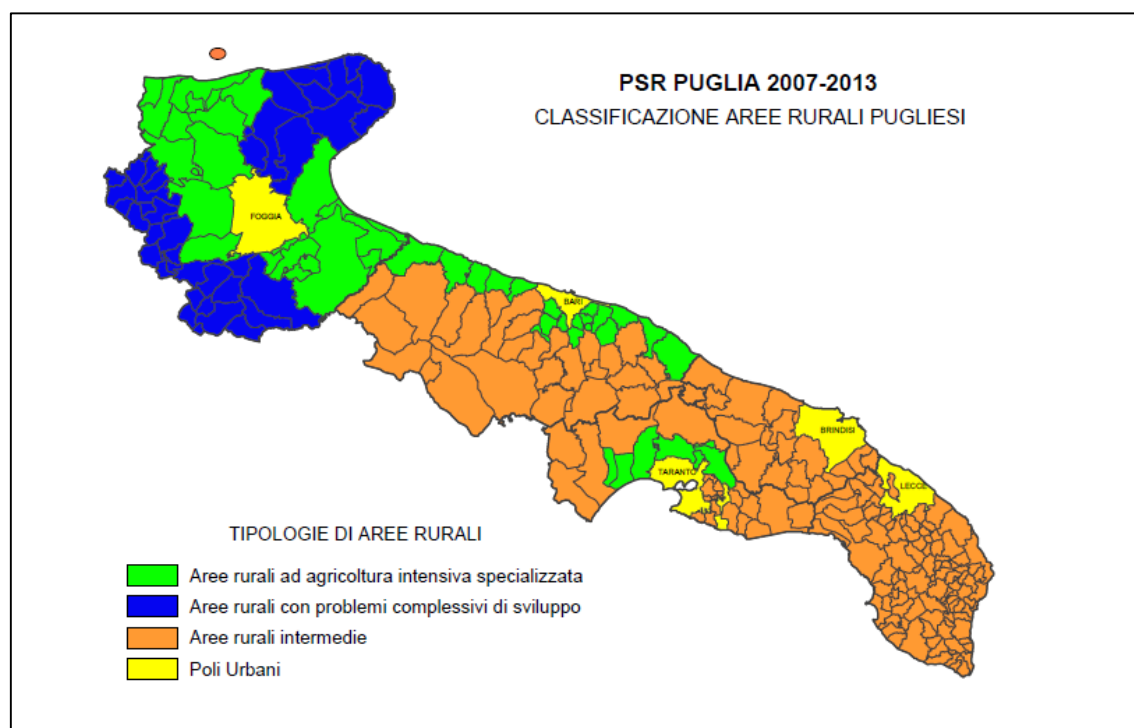 PSR PUGLIA 2007-2013
CLASSIFICAZIONE AREE RURALI PUGLIESI
FOGGIA
BARI
BRINDISI
TARANTO
LECCE
TIPOLOGIE DI AREE RURALI
Aree rurali ad agricoltura intensiva specializzata
Aree rurali con problemi complessivi di sviluppo
Aree rurali intermedie
Poli Urbani